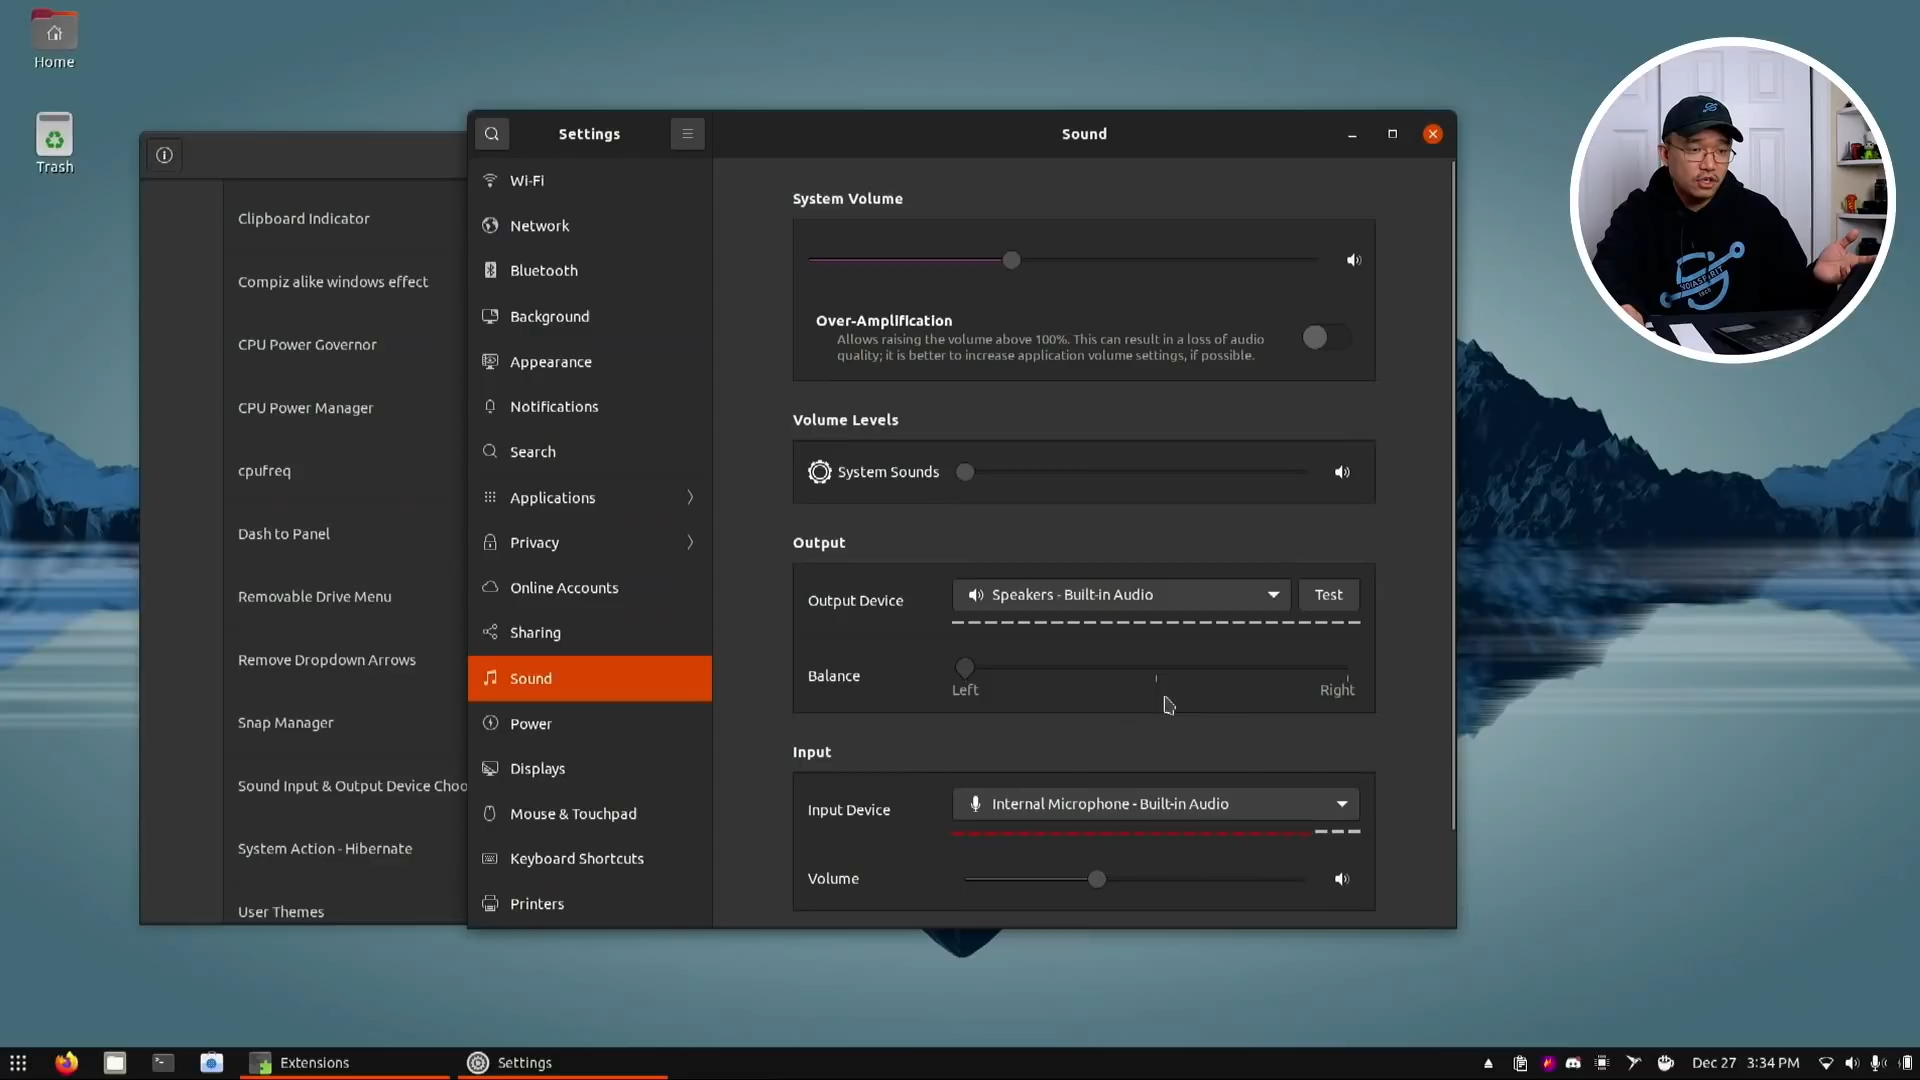 Home
Trash
Settings
Sound
Clipboard Indicator
Compiz alike windows effect
CPU Power Governor
CPU Power Manager
cpufreq
Dash to Panel
Removable Drive Menu
Remove Dropdown Arrows
Snap Manager
Sound Input & Output Device Choo
System Action - Hibernate
User Themes
Wi-Fi
Network
Bluetooth
Background
Appearance
Notifications
Search
Applications
Privacy
Online Accounts
Sharing
Sound
Power
Displays
Mouse & Touchpad
Keyboard Shortcuts
Printers
System Volume
Over-Amplification
Allows raising the volume above 100%. This can result in a loss of audio
quality; it is better to increase application volume settings, if possible.
Volume Levels
System Sounds
Output
Output Device
Speakers - Built-in Audio
Test
Balance
Left
Right
Input
Input Device
Internal Microphone - Built-in Audio
Volume
Extensions
Settings
Dec 27 3:34 PM